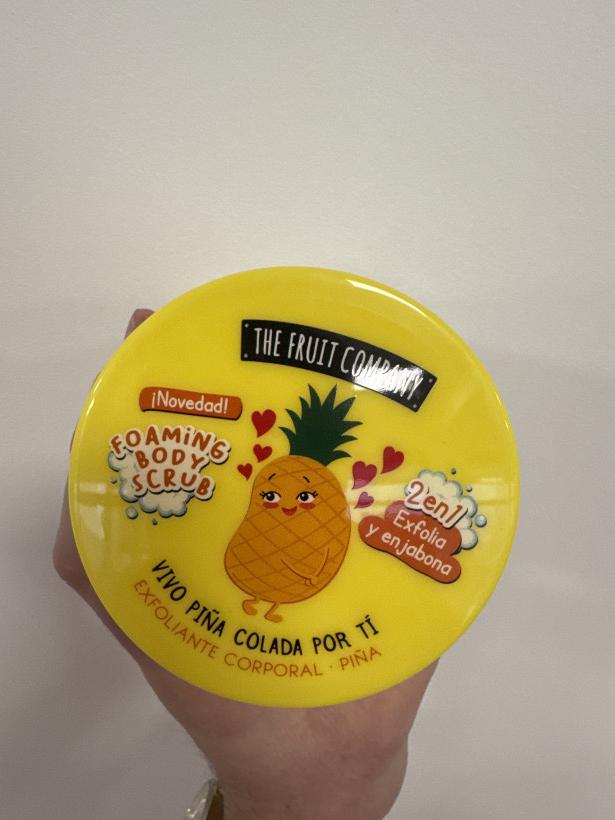 THE FRUIT COMPANY
¡Novedad!
FOAMING
BODY
SCRUB
2en1
Exfolia
y enjabona
VIVO PIÑA COLADA POR TÍ
EXFOLIANTE CORPORAL · PIÑA